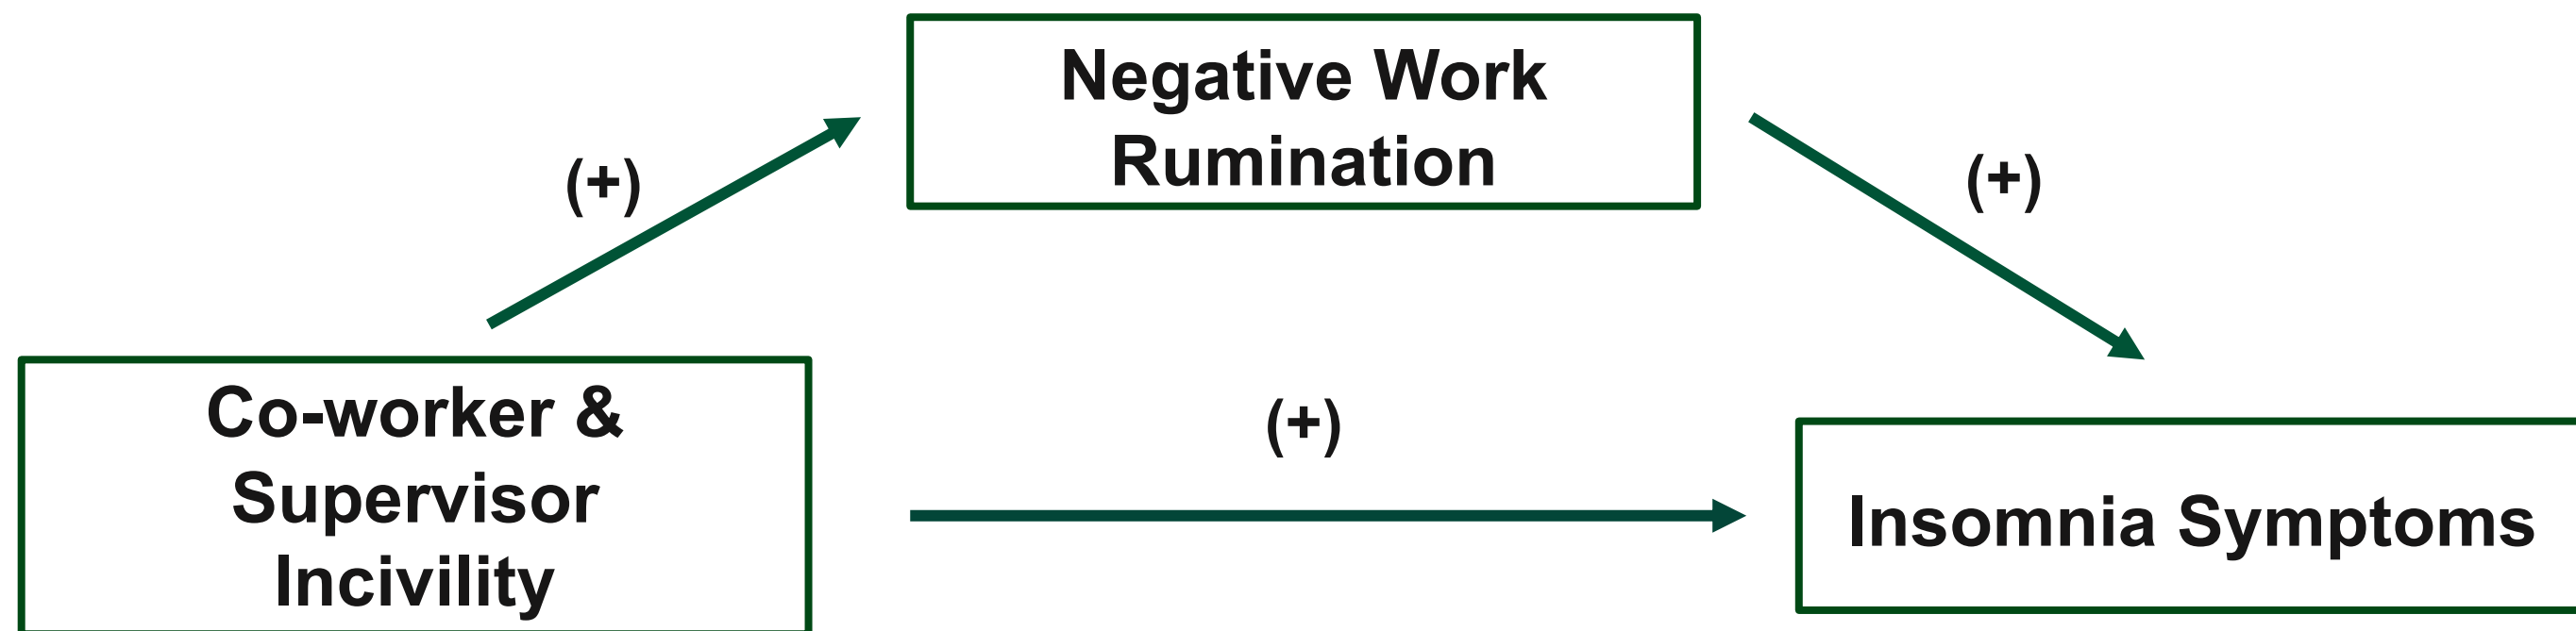 Negative Work
Rumination
(+)
(+)
Co-worker &
Supervisor
Incivility
(+)
Insomnia Symptoms